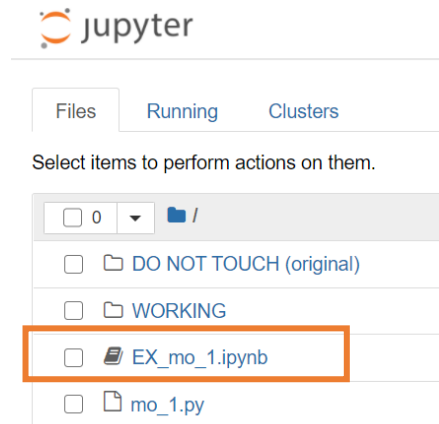 jupyter
Files Running Clusters
Select items to perform actions on them.
0 /
DO NOT TOUCH (original)
WORKING
EX_mo_1.ipynb
mo_1.py